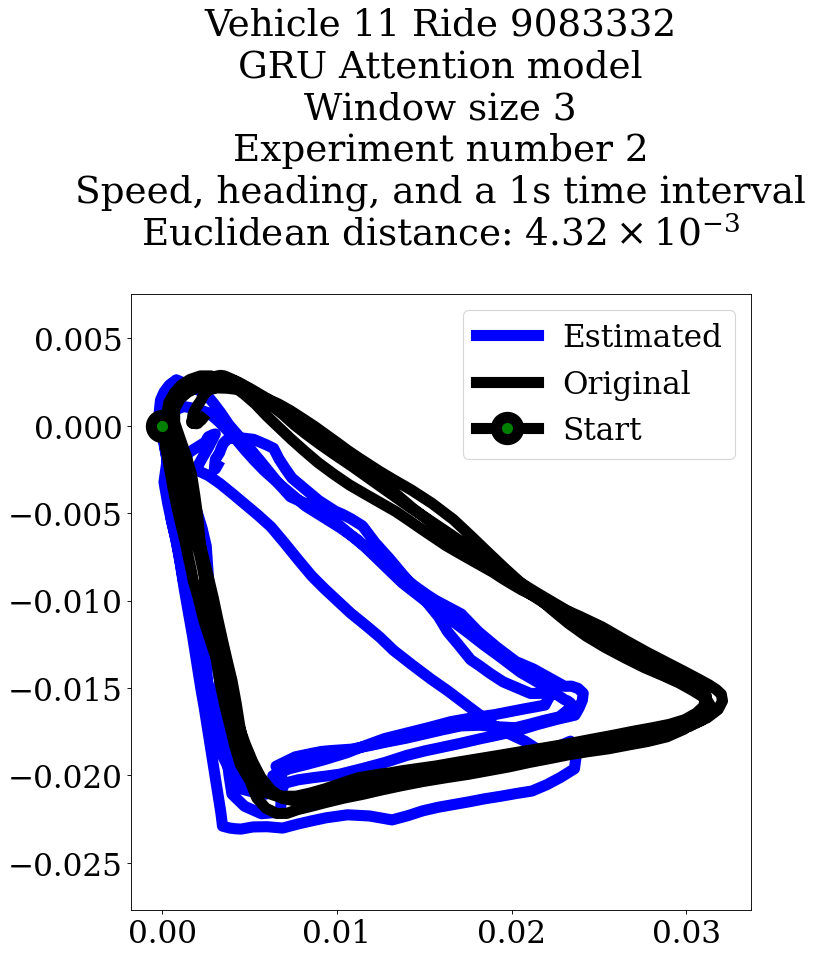 Vehicle 11 Ride 9083332
GRU Attention model
Window size 3
Experiment number 2
Speed, heading, and a 1s time interval
Euclidean distance: 4.32 × 10⁻³
Estimated
Original
Start
0.005
0.000
−0.005
−0.010
−0.015
−0.020
−0.025
0.00 0.01 0.02 0.03